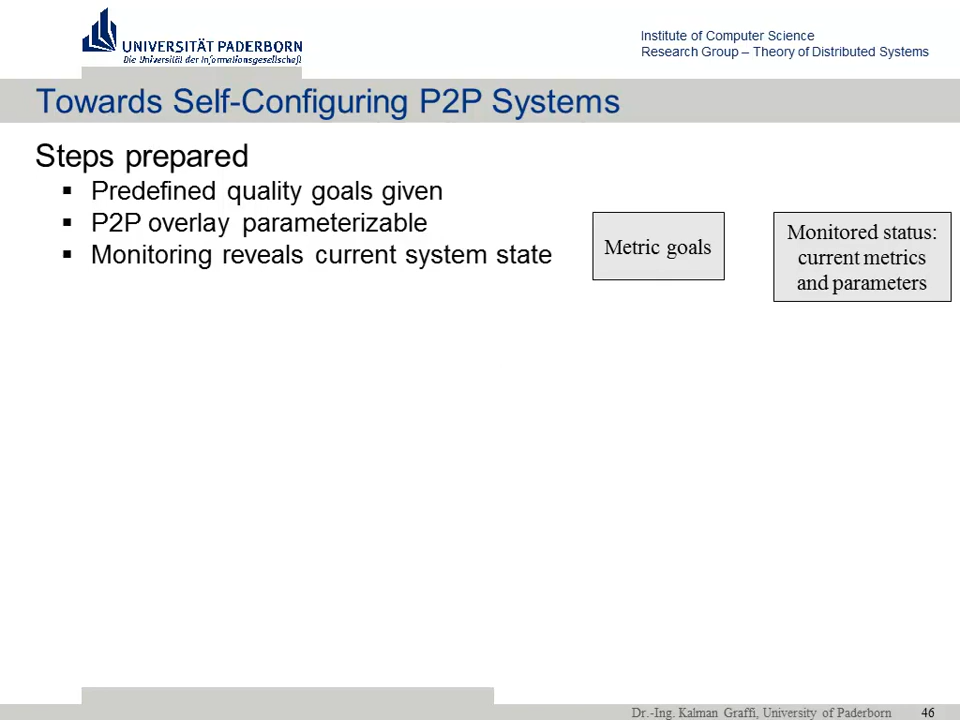 UNIVERSITÄT PADERBORN
Die Universität der Informationsgesellschaft
Institute of Computer Science
Research Group – Theory of Distributed Systems
Towards Self-Configuring P2P Systems
Steps prepared
▪ Predefined quality goals given
▪ P2P overlay parameterizable
▪ Monitoring reveals current system state
Metric goals
Monitored status:
current metrics
and parameters
Dr.-Ing. Kalman Graffi, University of Paderborn 46